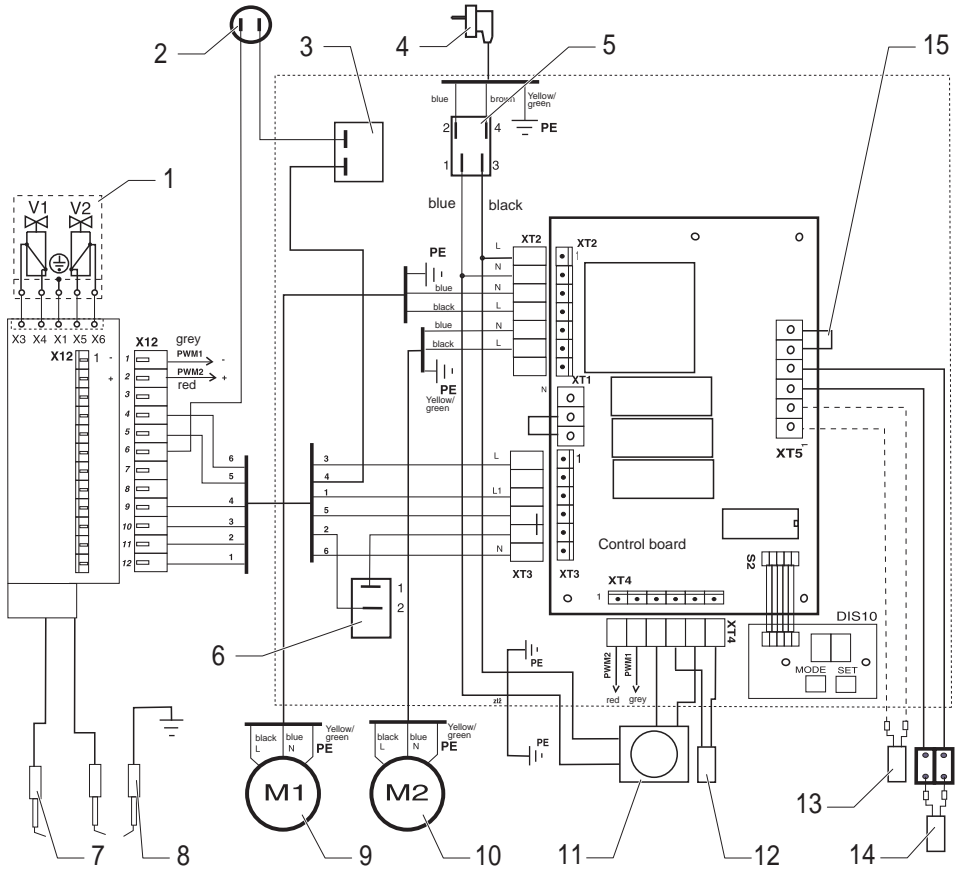 2
3
4
5
15
blue
brown
Yellow/
green
PE
2
4
1
3
1
V1
V2
blue
black
XT2
XT2
1
L
N
PE
blue
N
black
L
blue
N
black
L
PE
Yellow/
green
X3 X4 X1 X5 X6
X12
1
-
+
X12
grey
PWM1
-
PWM2
+
red
1
2
3
4
5
6
7
8
9
10
11
12
6
5
4
3
2
1
3
4
1
5
2
6
L
L1
N
XT3
N
XT1
1
XT3
XT5
1
Control board
S2
XT4
1
XT4
DIS10
MODE SET
1
2
6
PWM2
PWM1
red
grey
PE
zlž
PE
black
L
blue
N
Yellow/
green
PE
black
L
blue
N
Yellow/
green
PE
M1
M2
7
8
9
10
11
12
13
14